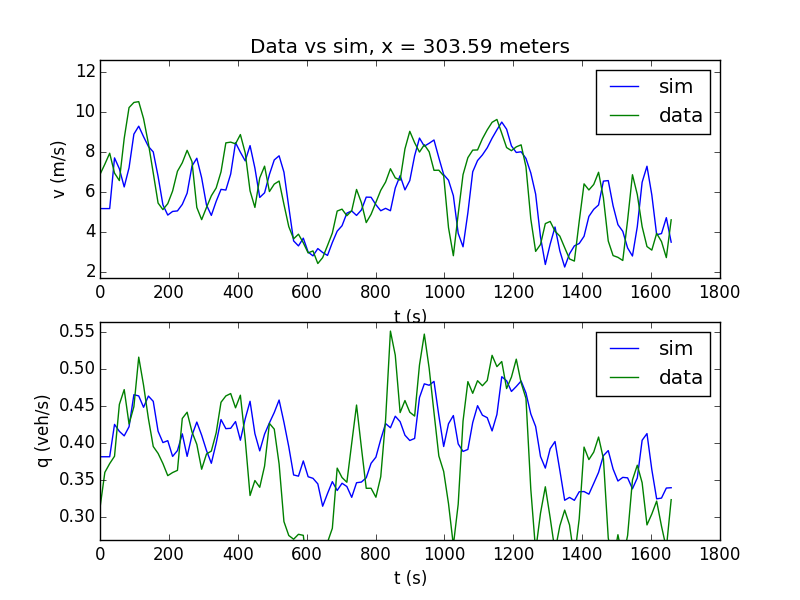 Data vs sim, x = 303.59 meters
12
10
8
6
4
2
v (m/s)
sim
data
0 200 400 600 800 1000 1200 1400 1600 1800
t (s)
0.55
0.50
0.45
0.40
0.35
0.30
q (veh/s)
sim
data
0 200 400 600 800 1000 1200 1400 1600 1800
t (s)